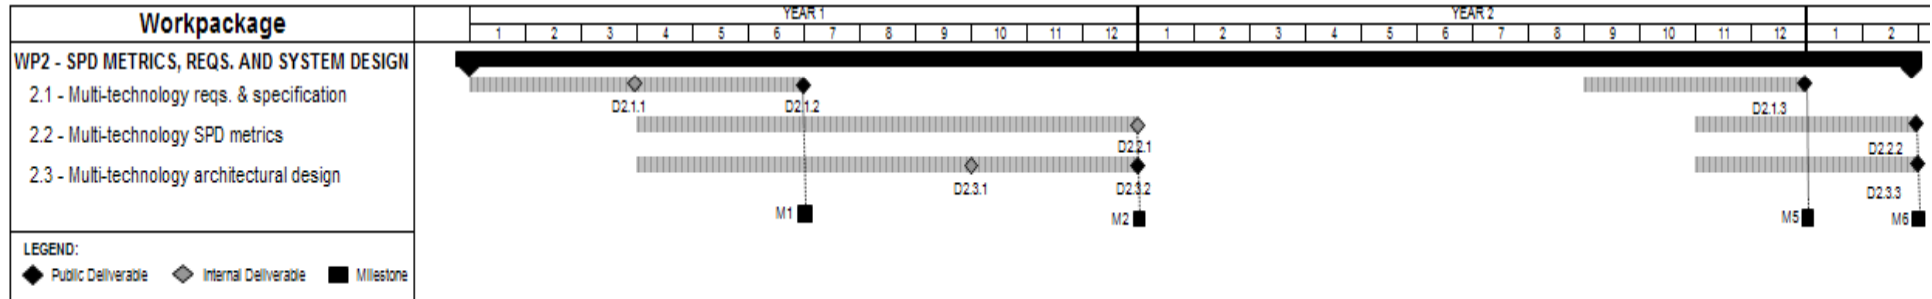 Workpackage
YEAR 1 YEAR 2
1 2 3 4 5 6 7 8 9 10 11 12 1 2 3 4 5 6 7 8 9 10 11 12 1 2
WP2 - SPD METRICS, REQS. AND SYSTEM DESIGN
2.1 - Multi-technology reqs. & specification
D2.1.1 D2.1.2 D2.1.3
2.2 - Multi-technology SPD metrics
D2.2.1 D2.2.2
2.3 - Multi-technology architectural design
D2.3.1 D2.3.2 D2.3.3
M1 M2 M5 M6
LEGEND:
Public Deliverable Internal Deliverable Milestone